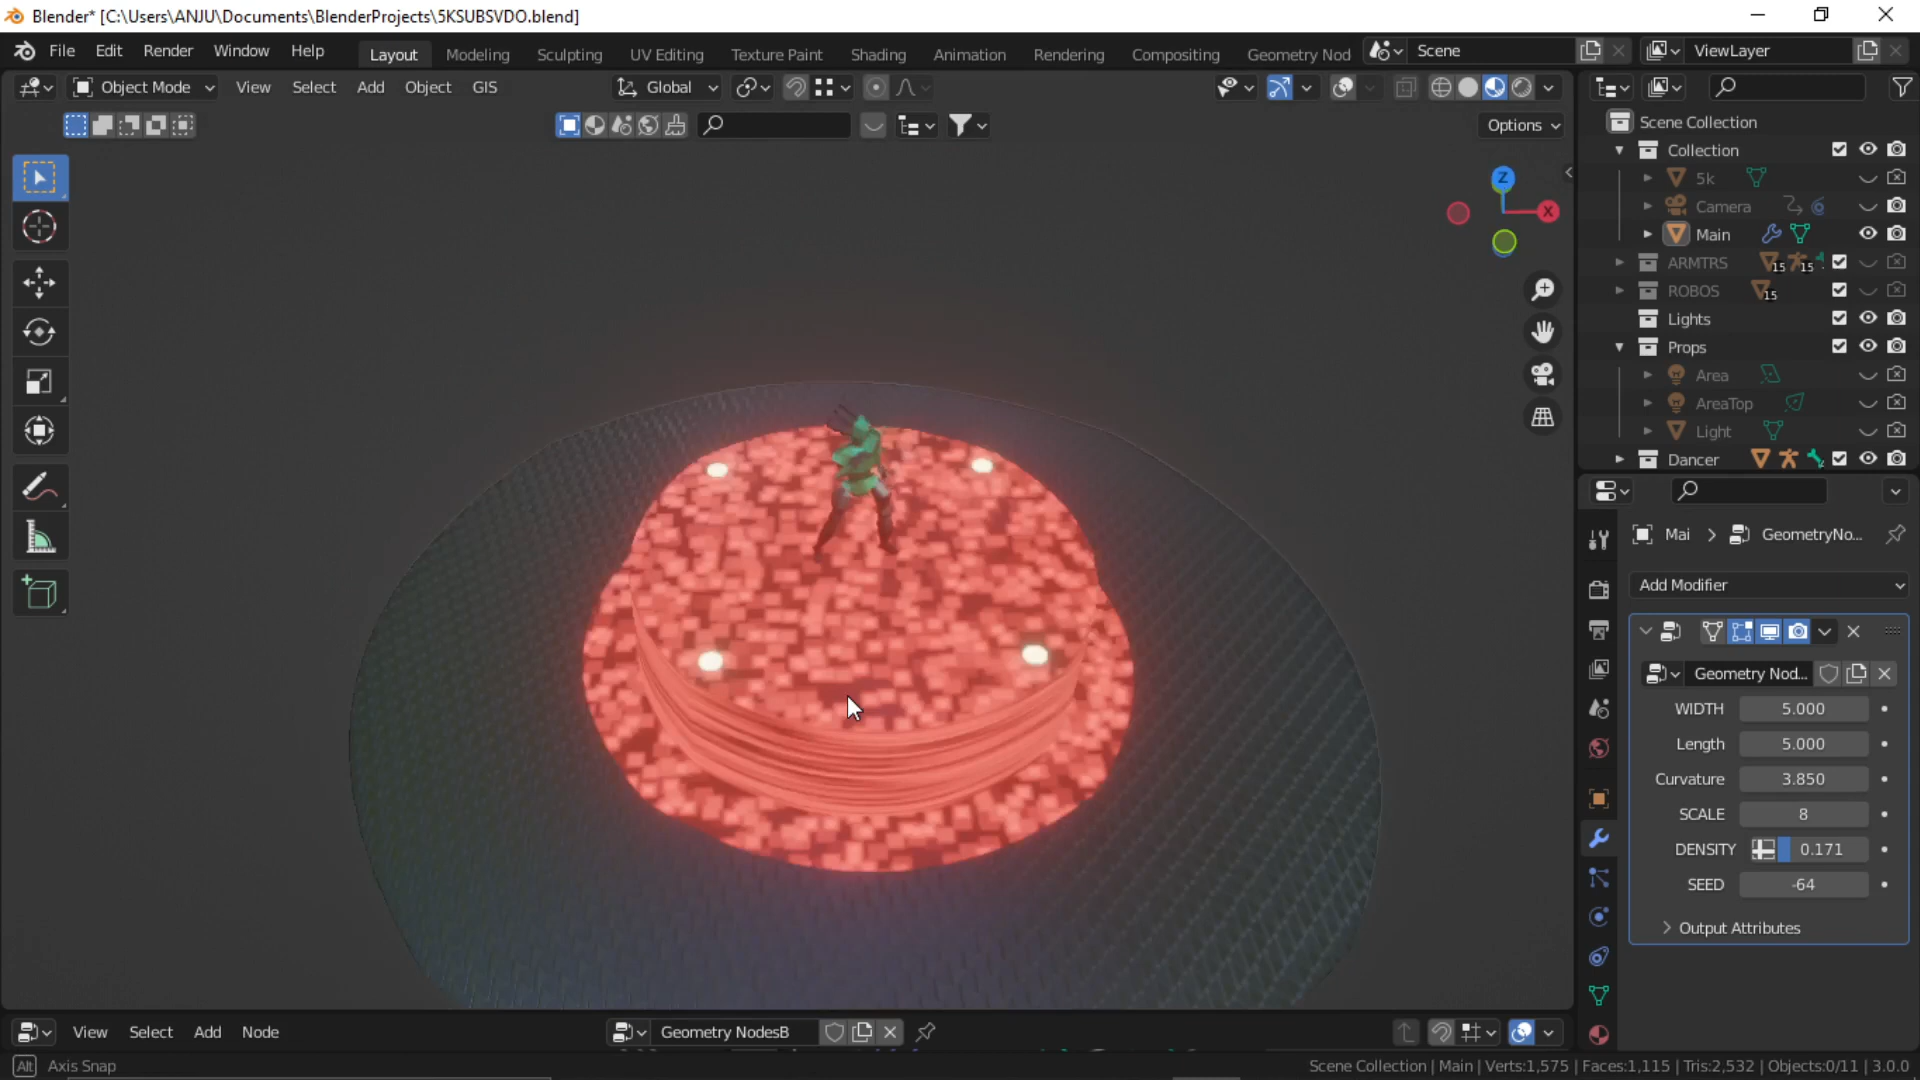 Blender* [C:\Users\ANJU\Documents\BlenderProjects\5KSUBSVDO.blend]
File Edit Render Window Help Layout Modeling Sculpting UV Editing Texture Paint Shading Animation Rendering Compositing Geometry Nod Scene ViewLayer
Object Mode View Select Add Object GIS Global
Options
Z
X
Scene Collection
Collection
5k
Camera
Main
ARMTRS 15 15
ROBOS 15
Lights
Props
Area
AreaTop
Light
Dancer
Mai > GeometryNo...
Add Modifier
Geometry Nod...
WIDTH 5.000
Length 5.000
Curvature 3.850
SCALE 8
DENSITY 0.171
SEED -64
Output Attributes
View Select Add Node Geometry NodesB
Alt Axis Snap
Scene Collection | Main | Verts:1,575 | Faces:1,115 | Tris:2,532 | Objects:0/11 | 3.0.0